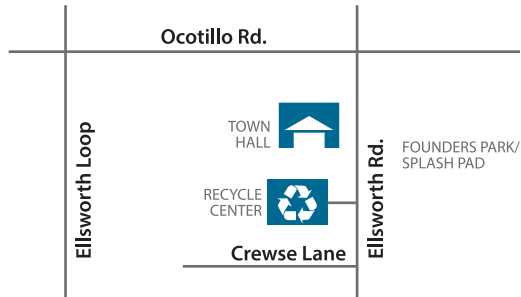 Ocotillo Rd.
Ellsworth Loop
TOWN
HALL
Ellsworth Rd.
FOUNDERS PARK/
SPLASH PAD
RECYCLE
CENTER
Crewse Lane